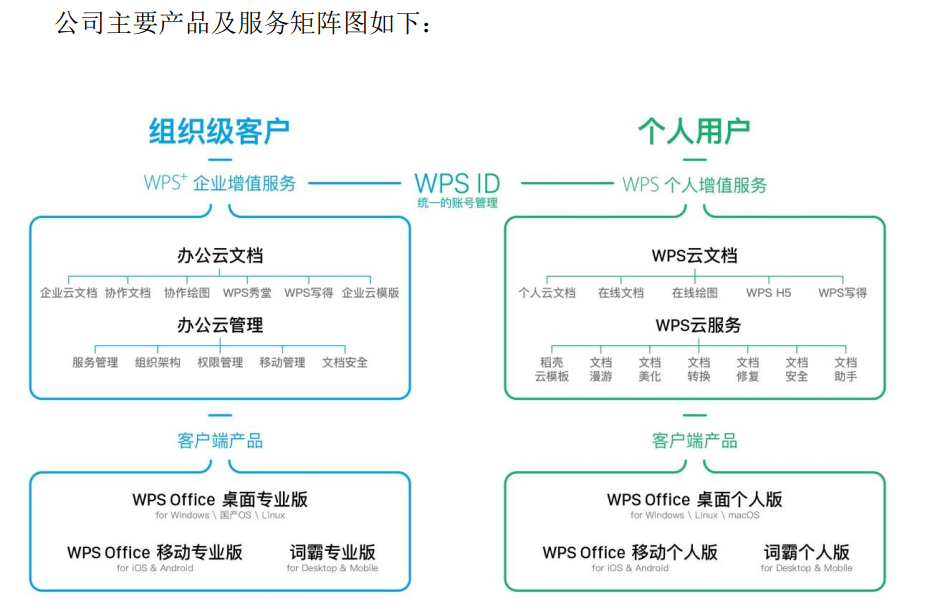 公司主要产品及服务矩阵图如下：
组织级客户
个人用户
WPS+ 企业增值服务
WPS ID
统一的账号管理
WPS 个人增值服务
办公云文档
企业云文档 协作文档 协作绘图 WPS秀堂 WPS写得 企业云模版
办公云管理
服务管理 组织架构 权限管理 移动管理 文档安全
WPS云文档
个人云文档 在线文档 在线绘图 WPS H5 WPS写得
WPS云服务
稻壳 文档 文档 文档 文档 文档 文档
云模板 漫游 美化 转换 修复 安全 助手
客户端产品
WPS Office 桌面专业版
for Windows \ 国产OS \ Linux
WPS Office 移动专业版 词霸专业版
for iOS & Android for Desktop & Mobile
客户端产品
WPS Office 桌面个人版
for Windows \ Linux \ macOS
WPS Office 移动个人版 词霸个人版
for iOS & Android for Desktop & Mobile